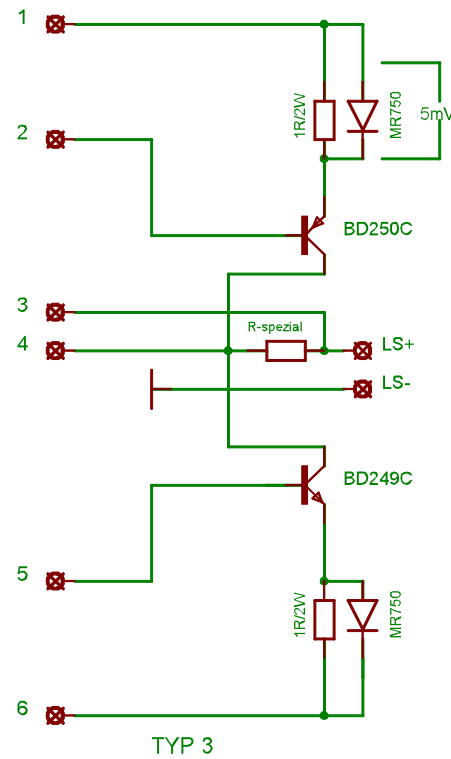 1
1R/2W
MR750
5mV
2
BD250C
3
R-spezial
4
LS+
LS-
BD249C
5
1R/2W
MR750
6
TYP 3